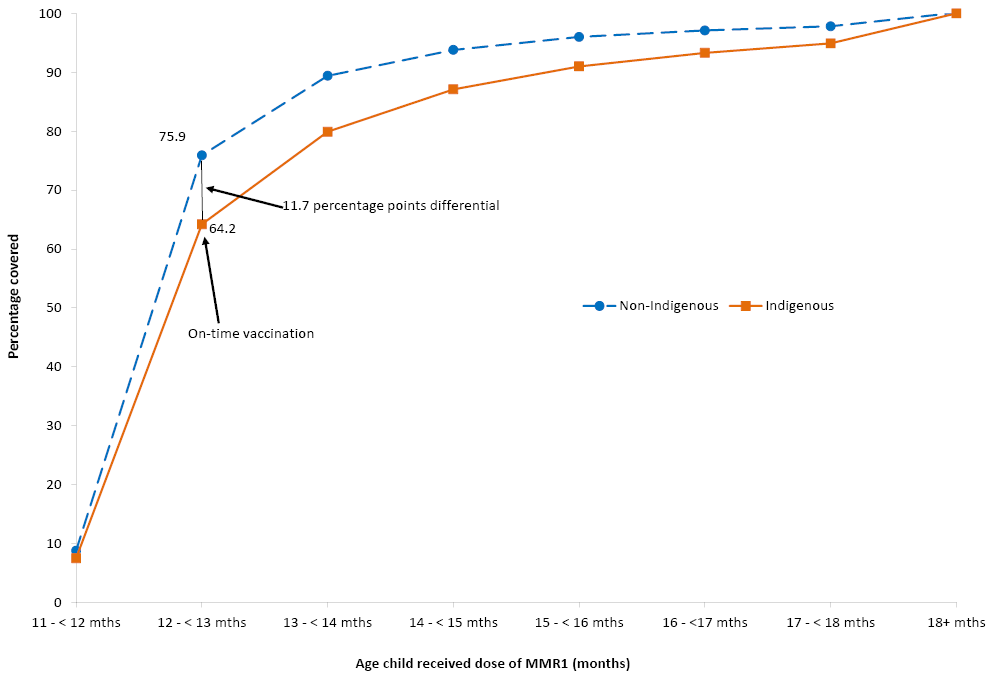 100
90
80
70
60
50
40
30
20
10
0
Percentage covered
75.9
11.7 percentage points differential
64.2
On-time vaccination
Non-Indigenous
Indigenous
11 - < 12 mths
12 - < 13 mths
13 - < 14 mths
14 - < 15 mths
15 - < 16 mths
16 - <17 mths
17 - < 18 mths
18+ mths
Age child received dose of MMR1 (months)